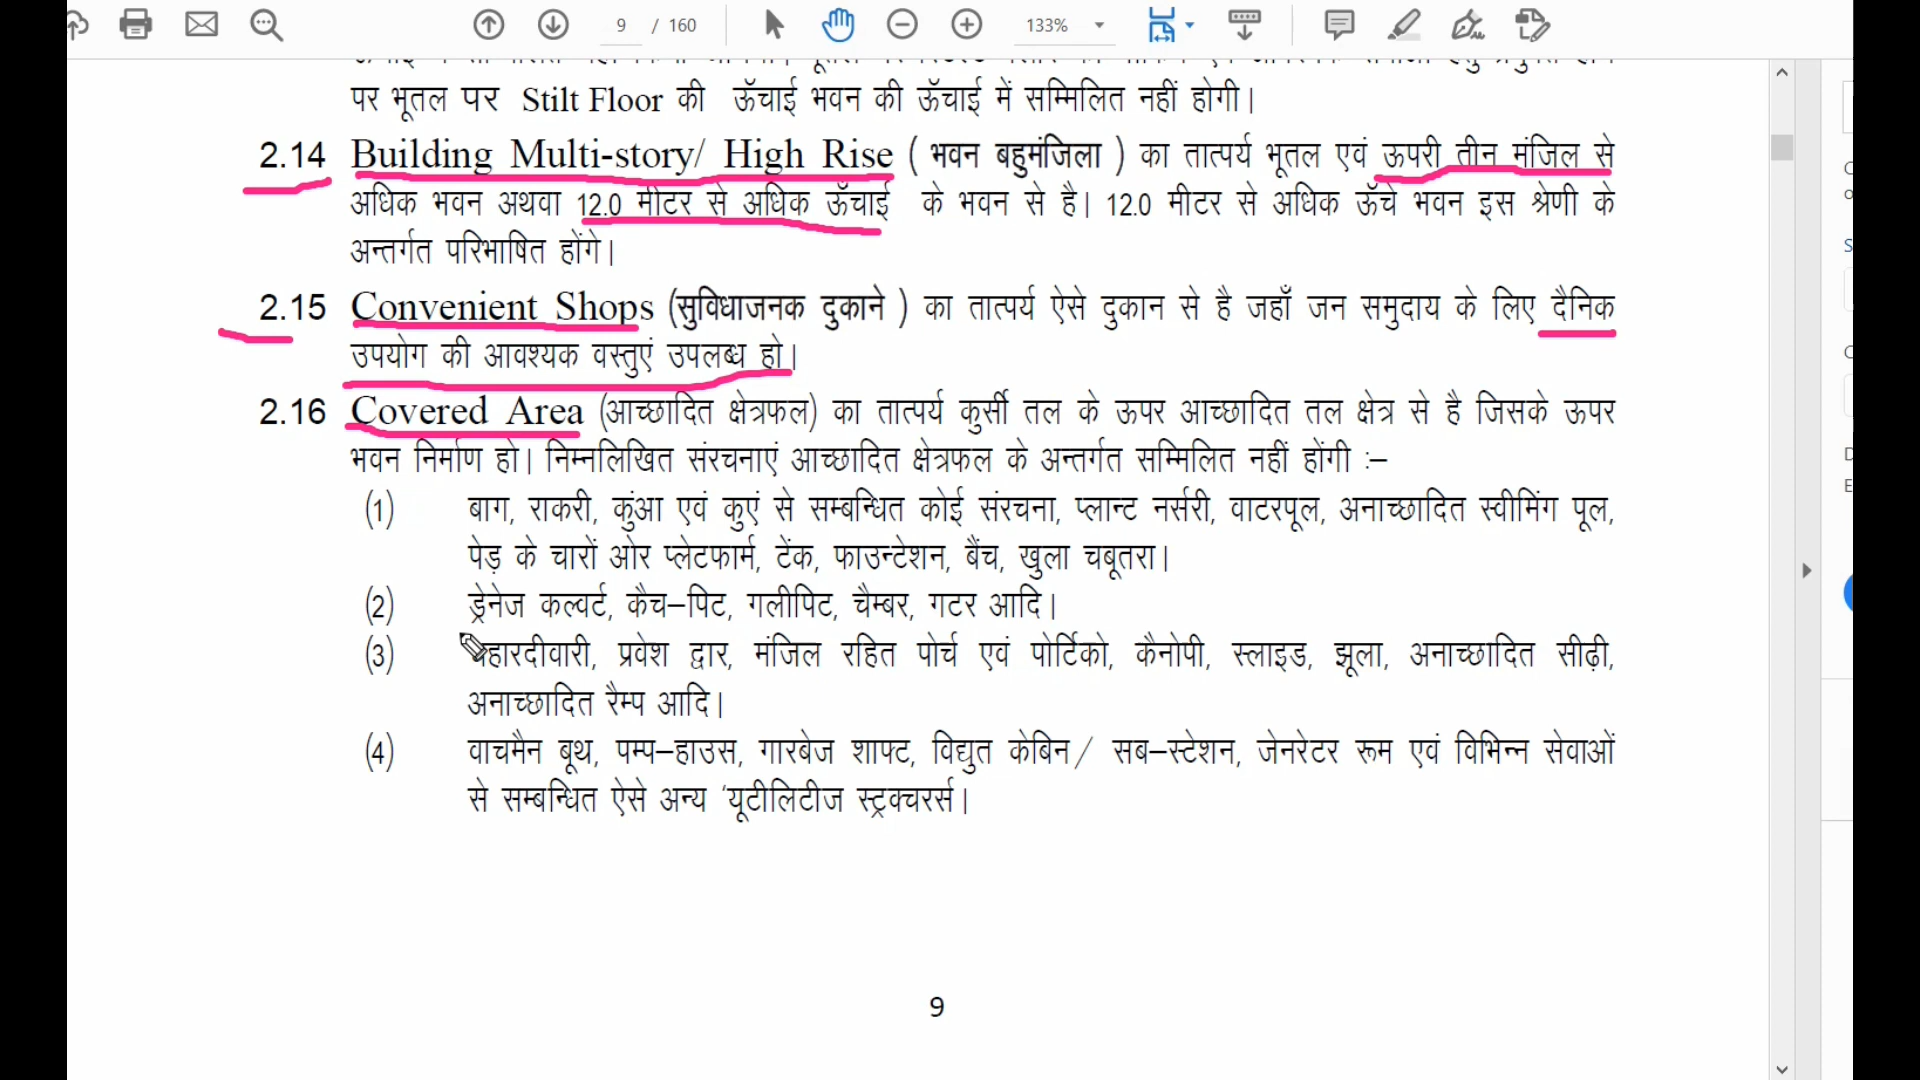 9 / 160 133%
पर भूतल पर Stilt Floor की ऊॅचाई भवन की ऊॅचाई में सम्मिलित नहीं होगी।
2.14 Building Multi-story/ High Rise ( भवन बहुमंजिला ) का तात्पर्य भूतल एवं ऊपरी तीन मंजिल से
अधिक भवन अथवा 12.0 मीटर से अधिक ऊॅचाई के भवन से है। 12.0 मीटर से अधिक ऊॅचे भवन इस श्रेणी के
अन्तर्गत परिभाषित होंगे।
2.15 Convenient Shops (सुविधाजनक दुकाने ) का तात्पर्य ऐसे दुकान से है जहाँ जन समुदाय के लिए दैनिक
उपयोग की आवश्यक वस्तुएं उपलब्ध हो।
2.16 Covered Area (आच्छादित क्षेत्रफल) का तात्पर्य कुर्सी तल के ऊपर आच्छादित तल क्षेत्र से है जिसके ऊपर
भवन निर्माण हो। निम्नलिखित संरचनाएं आच्छादित क्षेत्रफल के अन्तर्गत सम्मिलित नहीं होंगी :–
(1) बाग, राकरी, कुंआ एवं कुएं से सम्बन्धित कोई संरचना, प्लान्ट नर्सरी, वाटरपूल, अनाच्छादित स्वीमिंग पूल,
पेड़ के चारों ओर प्लेटफार्म, टेंक, फाउन्टेशन, बैंच, खुला चबूतरा।
(2) ड्रेनेज कल्वर्ट, कैच–पिट, गलीपिट, चैम्बर, गटर आदि।
(3) चहारदीवारी, प्रवेश द्वार, मंजिल रहित पोर्च एवं पोर्टिको, कैनोपी, स्लाइड, झूला, अनाच्छादित सीढ़ी,
अनाच्छादित रैम्प आदि।
(4) वाचमैन बूथ, पम्प–हाउस, गारबेज शाफ्ट, विद्युत केबिन/ सब–स्टेशन, जेनरेटर रूम एवं विभिन्न सेवाओं
से सम्बन्धित ऐसे अन्य ‘यूटीलिटीज स्ट्रक्चरर्स।
9